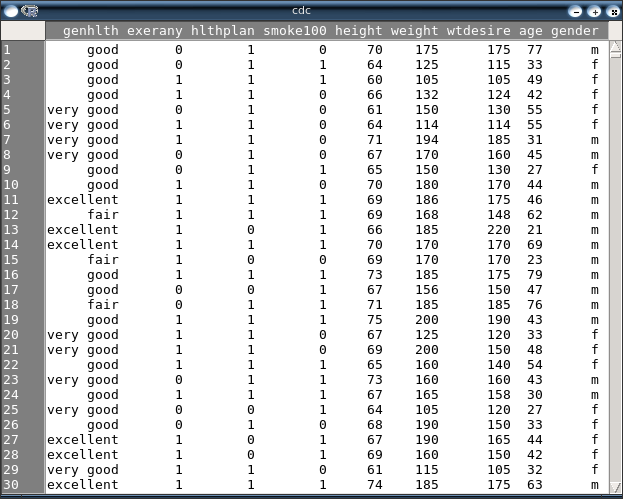 cdc
genhlth exerany hlthplan smoke100 height weight wtdesire age gender
1 good 0 1 0 70 175 175 77 m
2 good 0 1 1 64 125 115 33 f
3 good 1 1 1 60 105 105 49 f
4 good 1 1 0 66 132 124 42 f
5 very good 0 1 0 61 150 130 55 f
6 very good 1 1 0 64 114 114 55 f
7 very good 1 1 0 71 194 185 31 m
8 very good 0 1 0 67 170 160 45 m
9 good 0 1 1 65 150 130 27 f
10 good 1 1 0 70 180 170 44 m
11 excellent 1 1 1 69 186 175 46 m
12 fair 1 1 1 69 168 148 62 m
13 excellent 1 0 1 66 185 220 21 m
14 excellent 1 1 1 70 170 170 69 m
15 fair 1 0 0 69 170 170 23 m
16 good 1 1 1 73 185 175 79 m
17 good 0 0 1 67 156 150 47 m
18 fair 0 1 1 71 185 185 76 m
19 good 1 1 1 75 200 190 43 m
20 very good 1 1 0 67 125 120 33 f
21 very good 1 1 0 69 200 150 48 f
22 good 1 1 1 65 160 140 54 f
23 very good 0 1 1 73 160 160 43 m
24 good 1 1 1 67 165 158 30 m
25 very good 0 0 1 64 105 120 27 f
26 good 0 1 0 68 190 150 33 f
27 excellent 1 0 1 67 190 165 44 f
28 excellent 1 0 1 69 160 150 42 f
29 very good 1 1 0 61 115 105 32 f
30 excellent 1 1 1 74 185 175 63 m